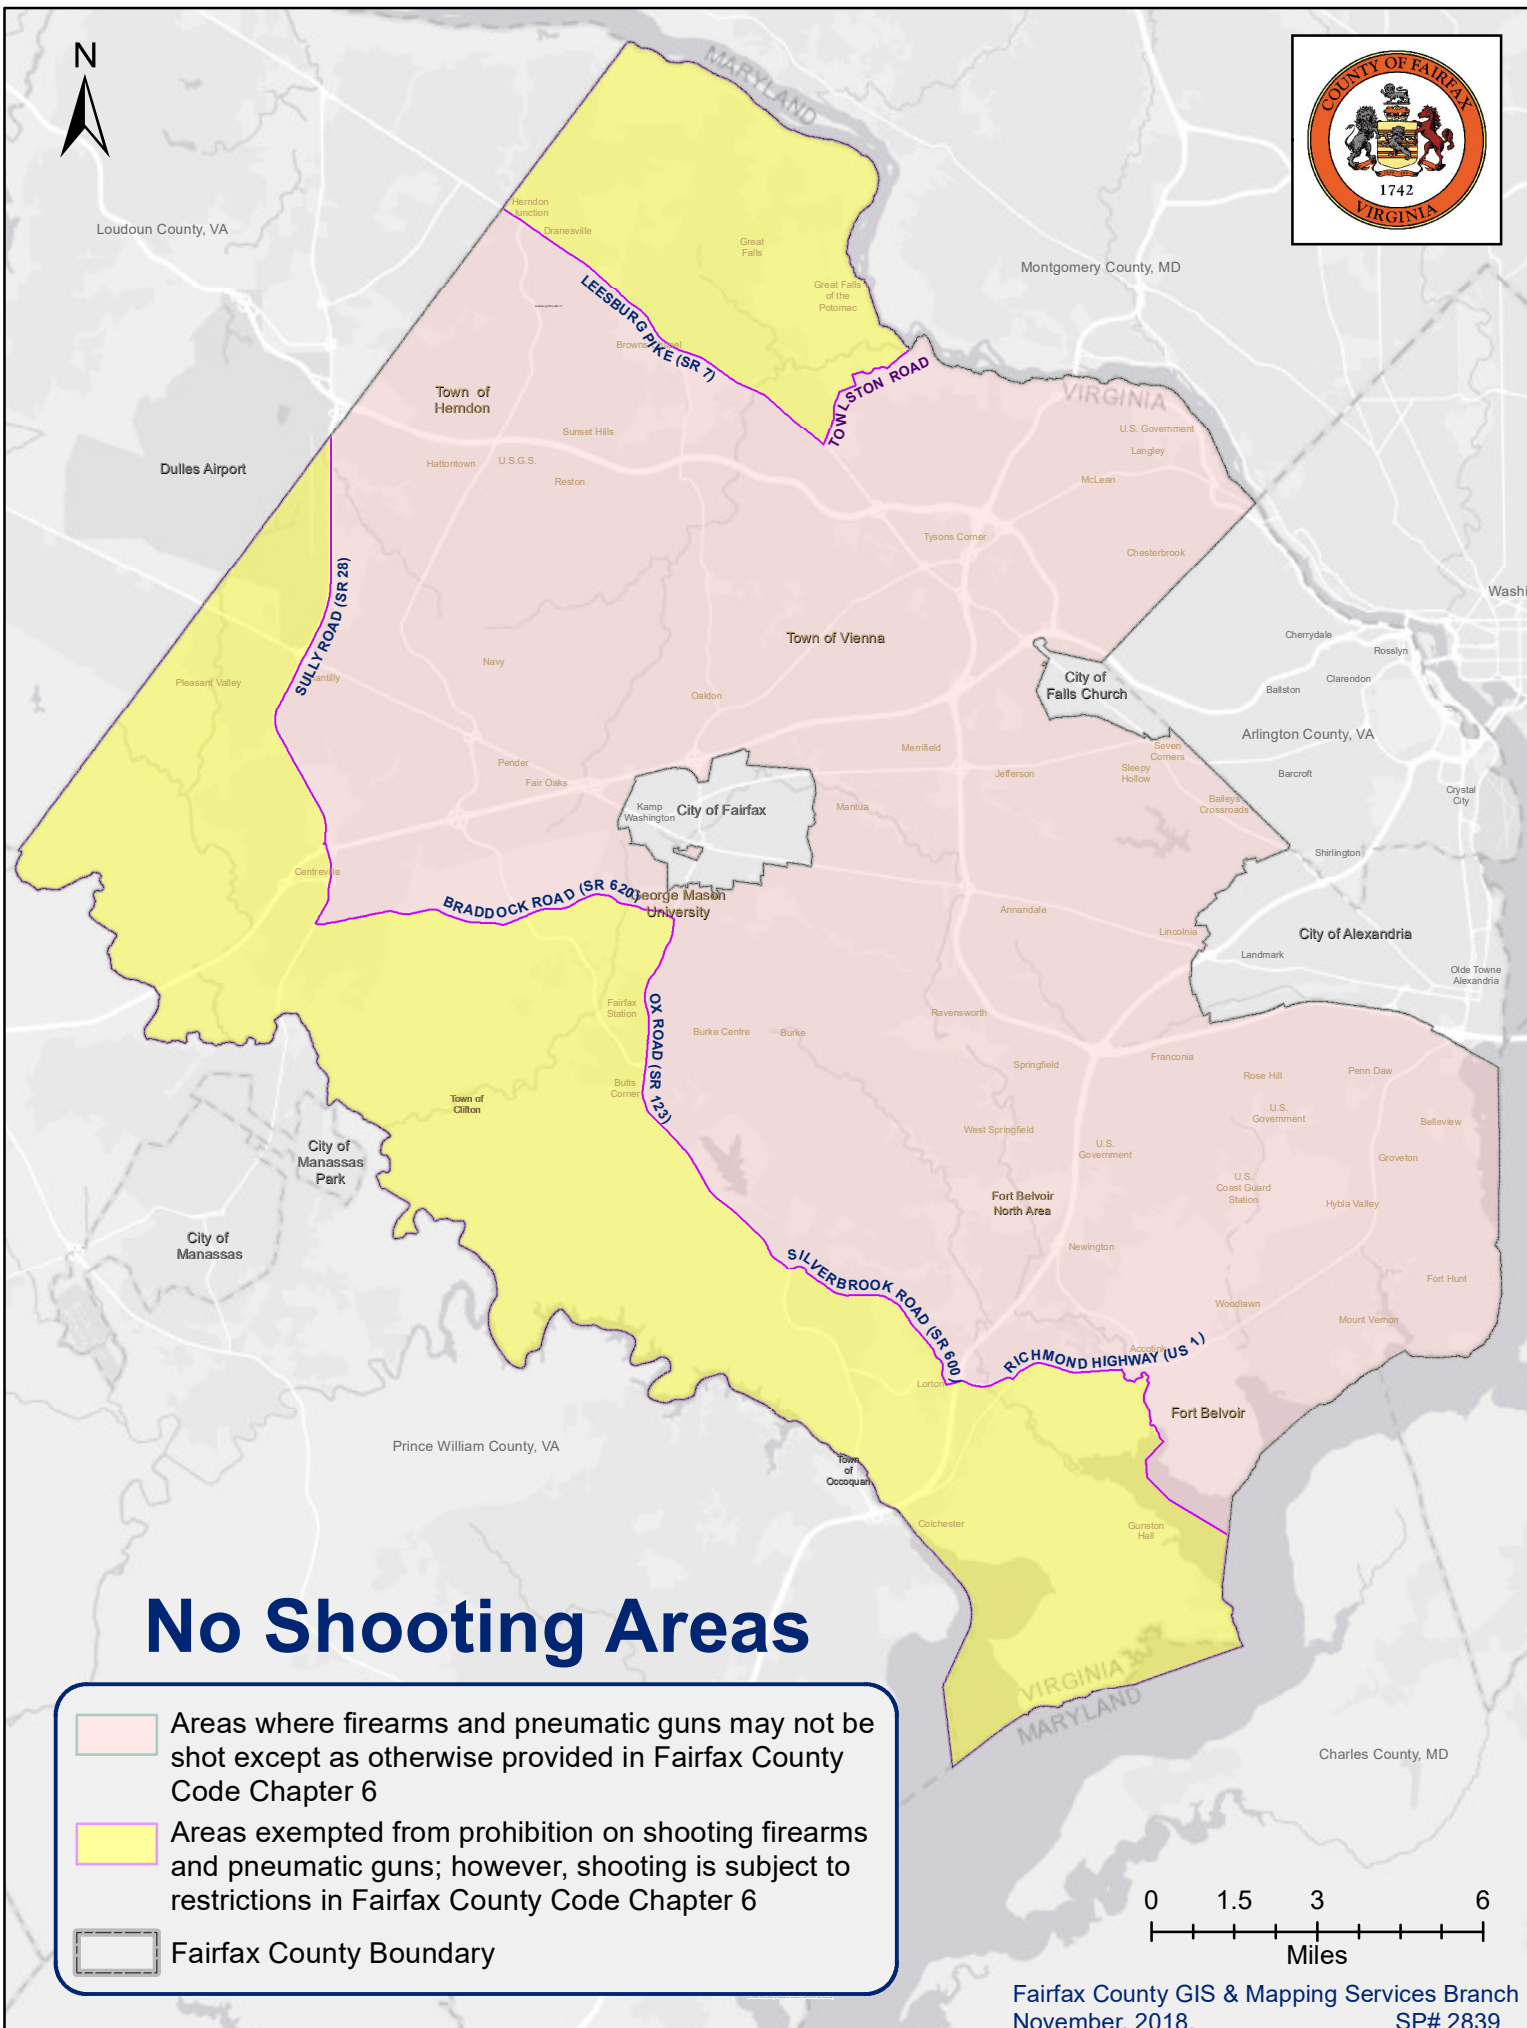 N
MARYLAND
COUNTY OF FAIRFAX
1742
VIRGINIA
Loudoun County, VA
Herndon
Junction
Dranesville
Great
Falls
Great Falls
of the
Potomac
Montgomery County, MD
LEESBURG PIKE (SR 7)
TOWLSTON ROAD
VIRGINIA
Town of
Herndon
Sunset Hills
Hattontown
U.S.G.S.
Reston
Dulles Airport
U.S. Government
Langley
McLean
Tysons Corner
Chesterbrook
Washi
SULLY ROAD (SR 28)
Town of Vienna
Navy
Pleasant Valley
Oakton
City of
Falls Church
Cherrydale
Rosslyn
Clarendon
Ballston
Arlington County, VA
Merrifield
Jefferson
Seven
Corners
Sleepy
Hollow
Barcroft
Crystal
City
Pender
Fair Oaks
Kamp
Washington
City of Fairfax
Mantua
Baileys
Crossroads
Shirlington
Centreville
BRADDOCK ROAD (SR 620)
George Mason
University
Annandale
Lincolnia
City of Alexandria
Landmark
Olde Towne
Alexandria
Fairfax
Station
OX ROAD (SR 123)
Burke Centre
Burke
Ravensworth
Springfield
Franconia
Rose Hill
Penn Daw
Butts
Corner
Town of
Clifton
U.S.
Government
Belleview
West Springfield
U.S.
Government
Groveton
City of
Manassas
Park
U.S.
Coast Guard
Station
Fort Belvoir
North Area
Hybla Valley
City of
Manassas
Newington
SILVERBROOK ROAD (SR 600)
Fort Hunt
Woodlawn
Mount Vernon
RICHMOND HIGHWAY (US 1)
Lorton
Fort Belvoir
Prince William County, VA
Town
of
Occoquan
Colchester
Gunston
Hall
VIRGINIA
MARYLAND
Charles County, MD
No Shooting Areas
Areas where firearms and pneumatic guns may not be
shot except as otherwise provided in Fairfax County
Code Chapter 6
Areas exempted from prohibition on shooting firearms
and pneumatic guns; however, shooting is subject to
restrictions in Fairfax County Code Chapter 6
Fairfax County Boundary
0 1.5 3 6
Miles
Fairfax County GIS & Mapping Services Branch
November, 2018. SP# 2839